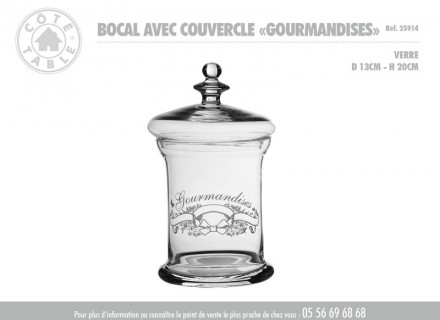 CÔTÉ TABLE
BOCAL AVEC COUVERCLE «GOURMANDISES» Réf. 25914
VERRE
D 13CM - H 20CM
Gourmandises
Pour plus d'information ou connaître le point de vente le plus proche de chez vous : 05 56 69 68 68